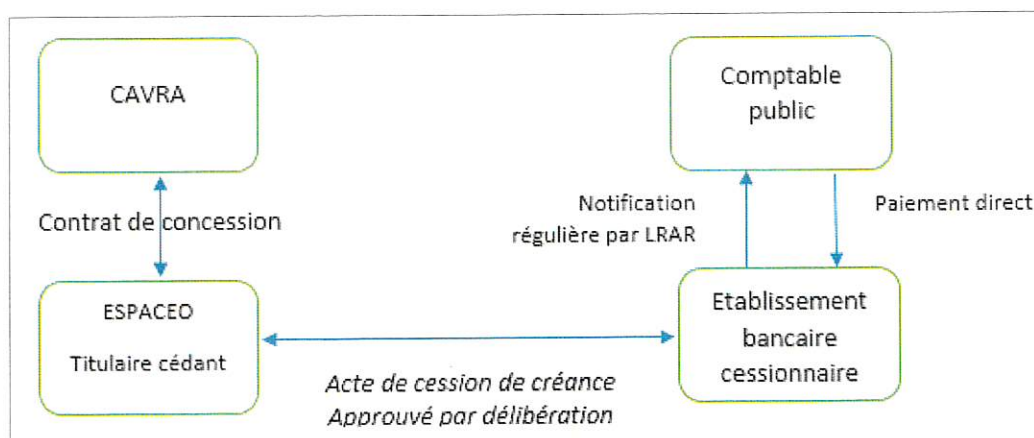 CAVRA
Comptable
public
Contrat de concession
Notification
régulière par LRAR
Paiement direct
ESPACEO
Titulaire cédant
Etablissement
bancaire
cessionnaire
Acte de cession de créance
Approuvé par délibération